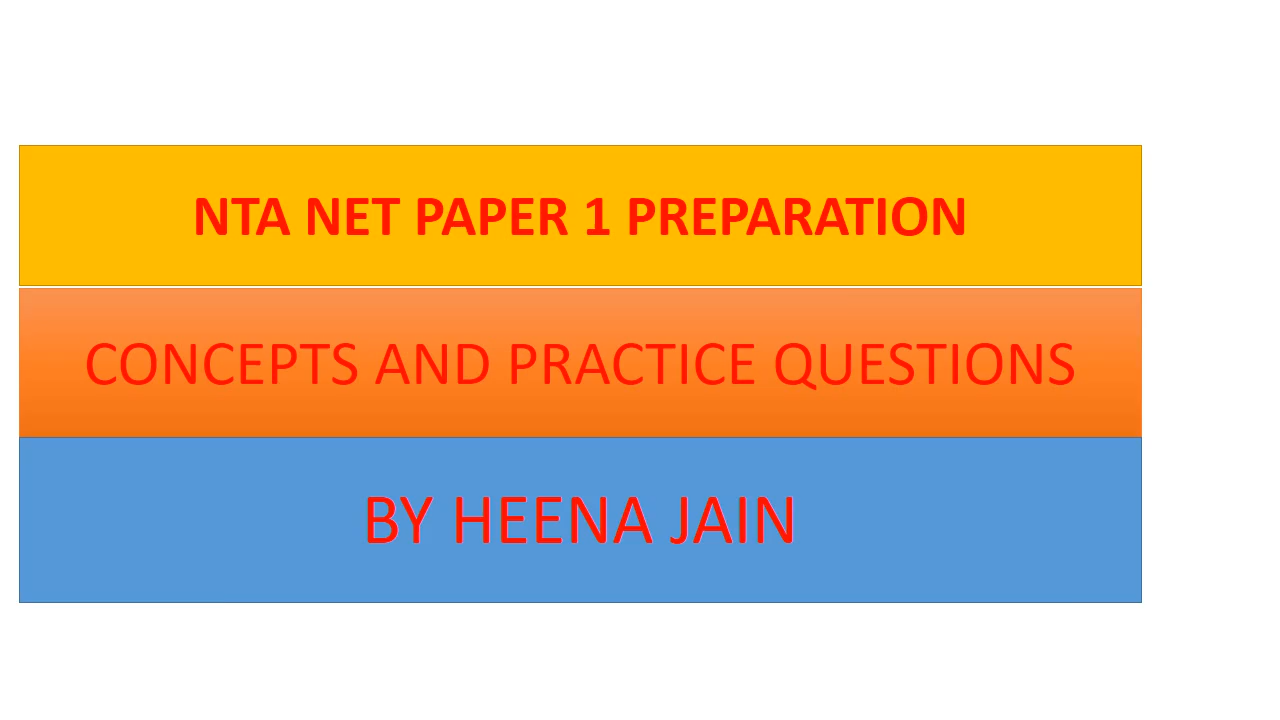 NTA NET PAPER 1 PREPARATION
CONCEPTS AND PRACTICE QUESTIONS
BY HEENA JAIN